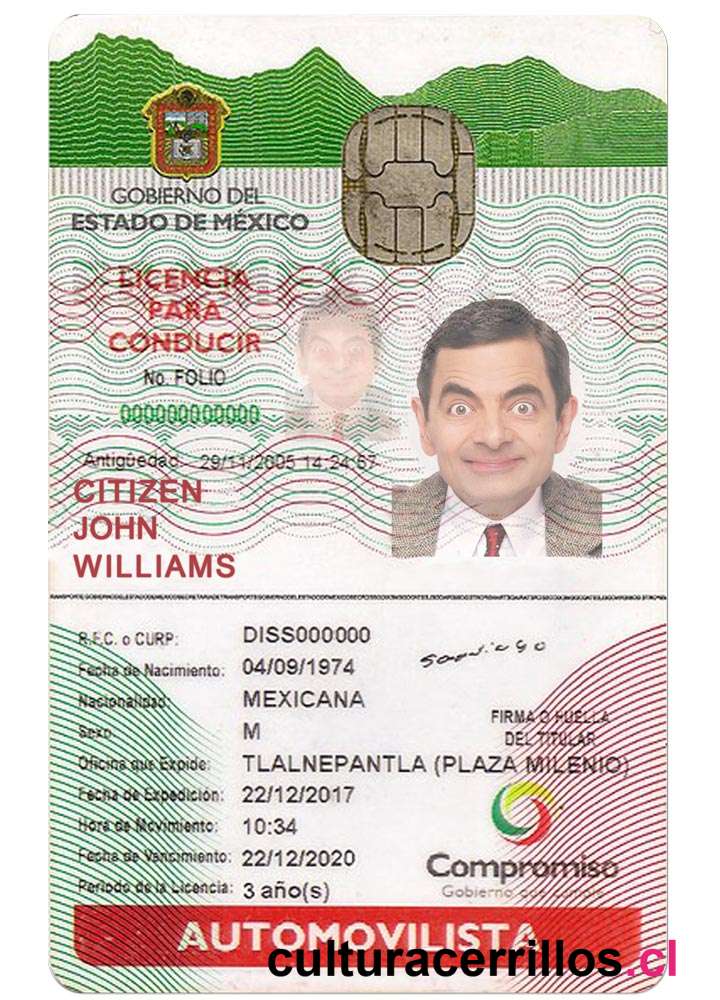 GOBIERNO DEL
ESTADO DE MÉXICO
LICENCIA
PARA
CONDUCIR
No. FOLIO
000000000000
Antigüedad: 29/11/2005 14:24:57
CITIZEN
JOHN
WILLIAMS
R.F.C. o CURP: DISS000000
Fecha de Nacimiento: 04/09/1974
Nacionalidad: MEXICANA
Sexo: M
FIRMA O HUELLA
DEL TITULAR
Oficina que Expide: TLALNEPANTLA (PLAZA MILENIO)
Fecha de Expedición: 22/12/2017
Hora de Movimiento: 10:34
Fecha de Vencimiento: 22/12/2020
Periodo de la Licencia: 3 año(s)
Compromiso
Gobierno que cumple
AUTOMOVILISTA
culturacerrillos.cl